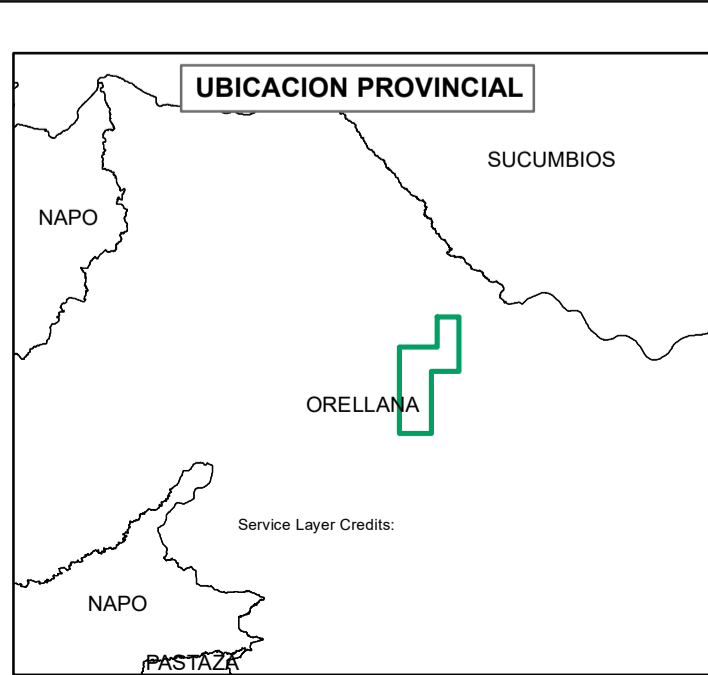 UBICACION PROVINCIAL
SUCUMBIOS
NAPO
ORELLANA
Service Layer Credits:
NAPO
PASTAZA